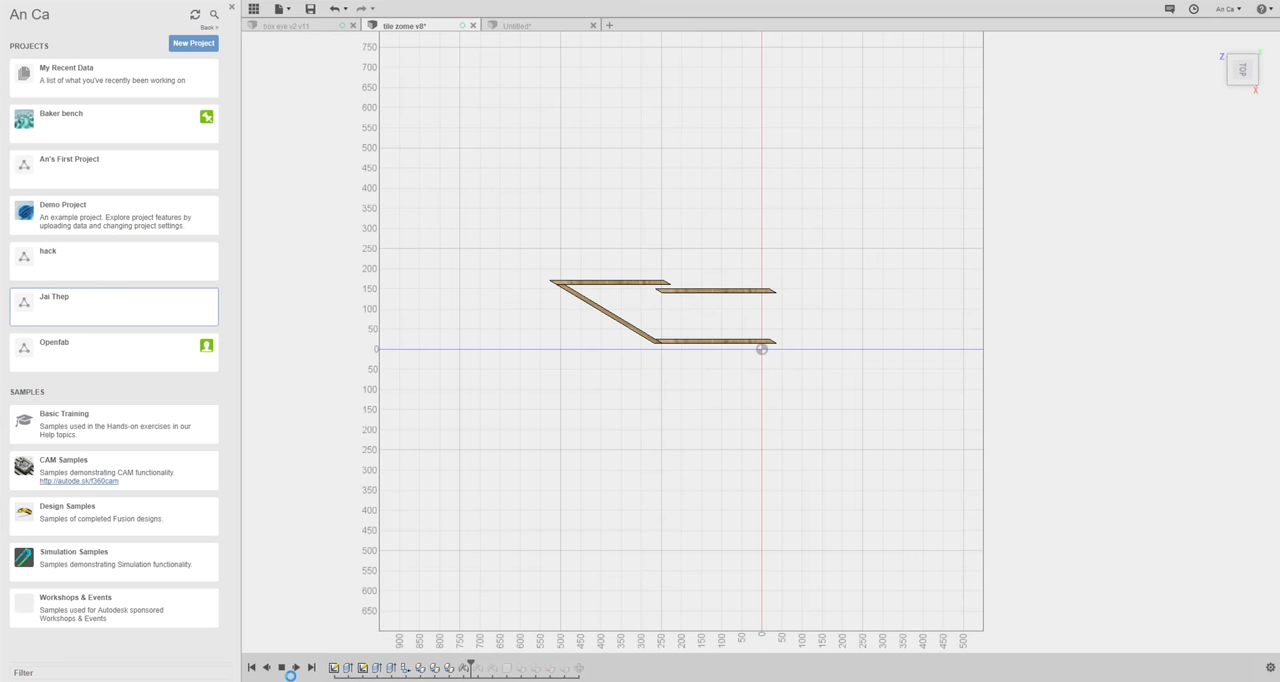 An Ca
Back >
PROJECTS
New Project
My Recent Data
A list of what you've recently been working on
Baker bench
An's First Project
Demo Project
An example project. Explore project features by
uploading data and changing project settings.
hack
Jai Thep
Openfab
SAMPLES
Basic Training
Samples used in the Hand-on exercises in our
Help topics.
CAM Samples
Samples demonstrating CAM functionality.
http://autode.sk/f360cam
Design Samples
Samples of completed Fusion designs.
Simulation Samples
Samples demonstrating Simulation functionality.
Workshops & Events
Samples used for Autodesk sponsored
Workshops & Events
Filter
box eye v2 v11
tile zome v8*
Untitled*
An Ca
Z
Y
TOP
X
750
700
650
600
550
500
450
400
350
300
250
200
150
100
50
0
50
100
150
200
250
300
350
400
450
500
550
600
650
900 850 800 750 700 650 600 550 500 450 400 350 300 250 200 150 100 50 0 50 100 150 200 250 300 350 400 450 500